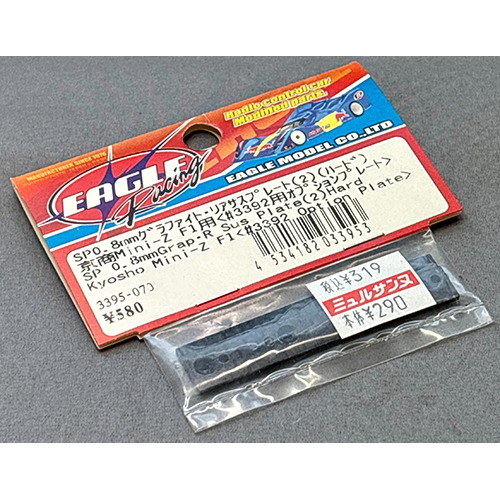 Radio control car
Modified parts.
MANUFACTURER SINCE 1976
EAGLE
Racing
EAGLE MODEL CO.,LTD
SP0.8mmグラファイト-リアサスプレート(2)(ハード)
京商Mini-Z F1用<#3392用オプションプレート>
SP 0.8mmGrap.R Sus Plate(2)Hard
Kyosho Mini-Z F1<#3392 Option Plate>
3395-070
4 534182 033953
¥580
税込¥319
ミュルサンヌ
本体¥290